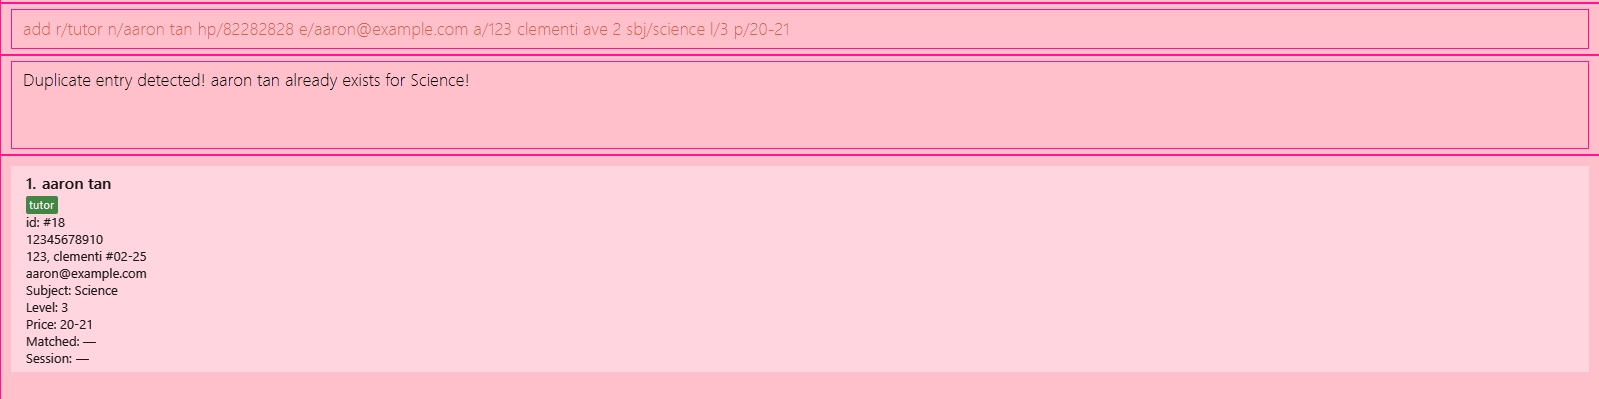 add r/tutor n/aaron tan hp/82282828 e/aaron@example.com a/123 clementi ave 2 sbj/science l/3 p/20-21
Duplicate entry detected! aaron tan already exists for Science!
1. aaron tan
tutor
id: #18
12345678910
123, clementi #02-25
aaron@example.com
Subject: Science
Level: 3
Price: 20-21
Matched: —
Session: —